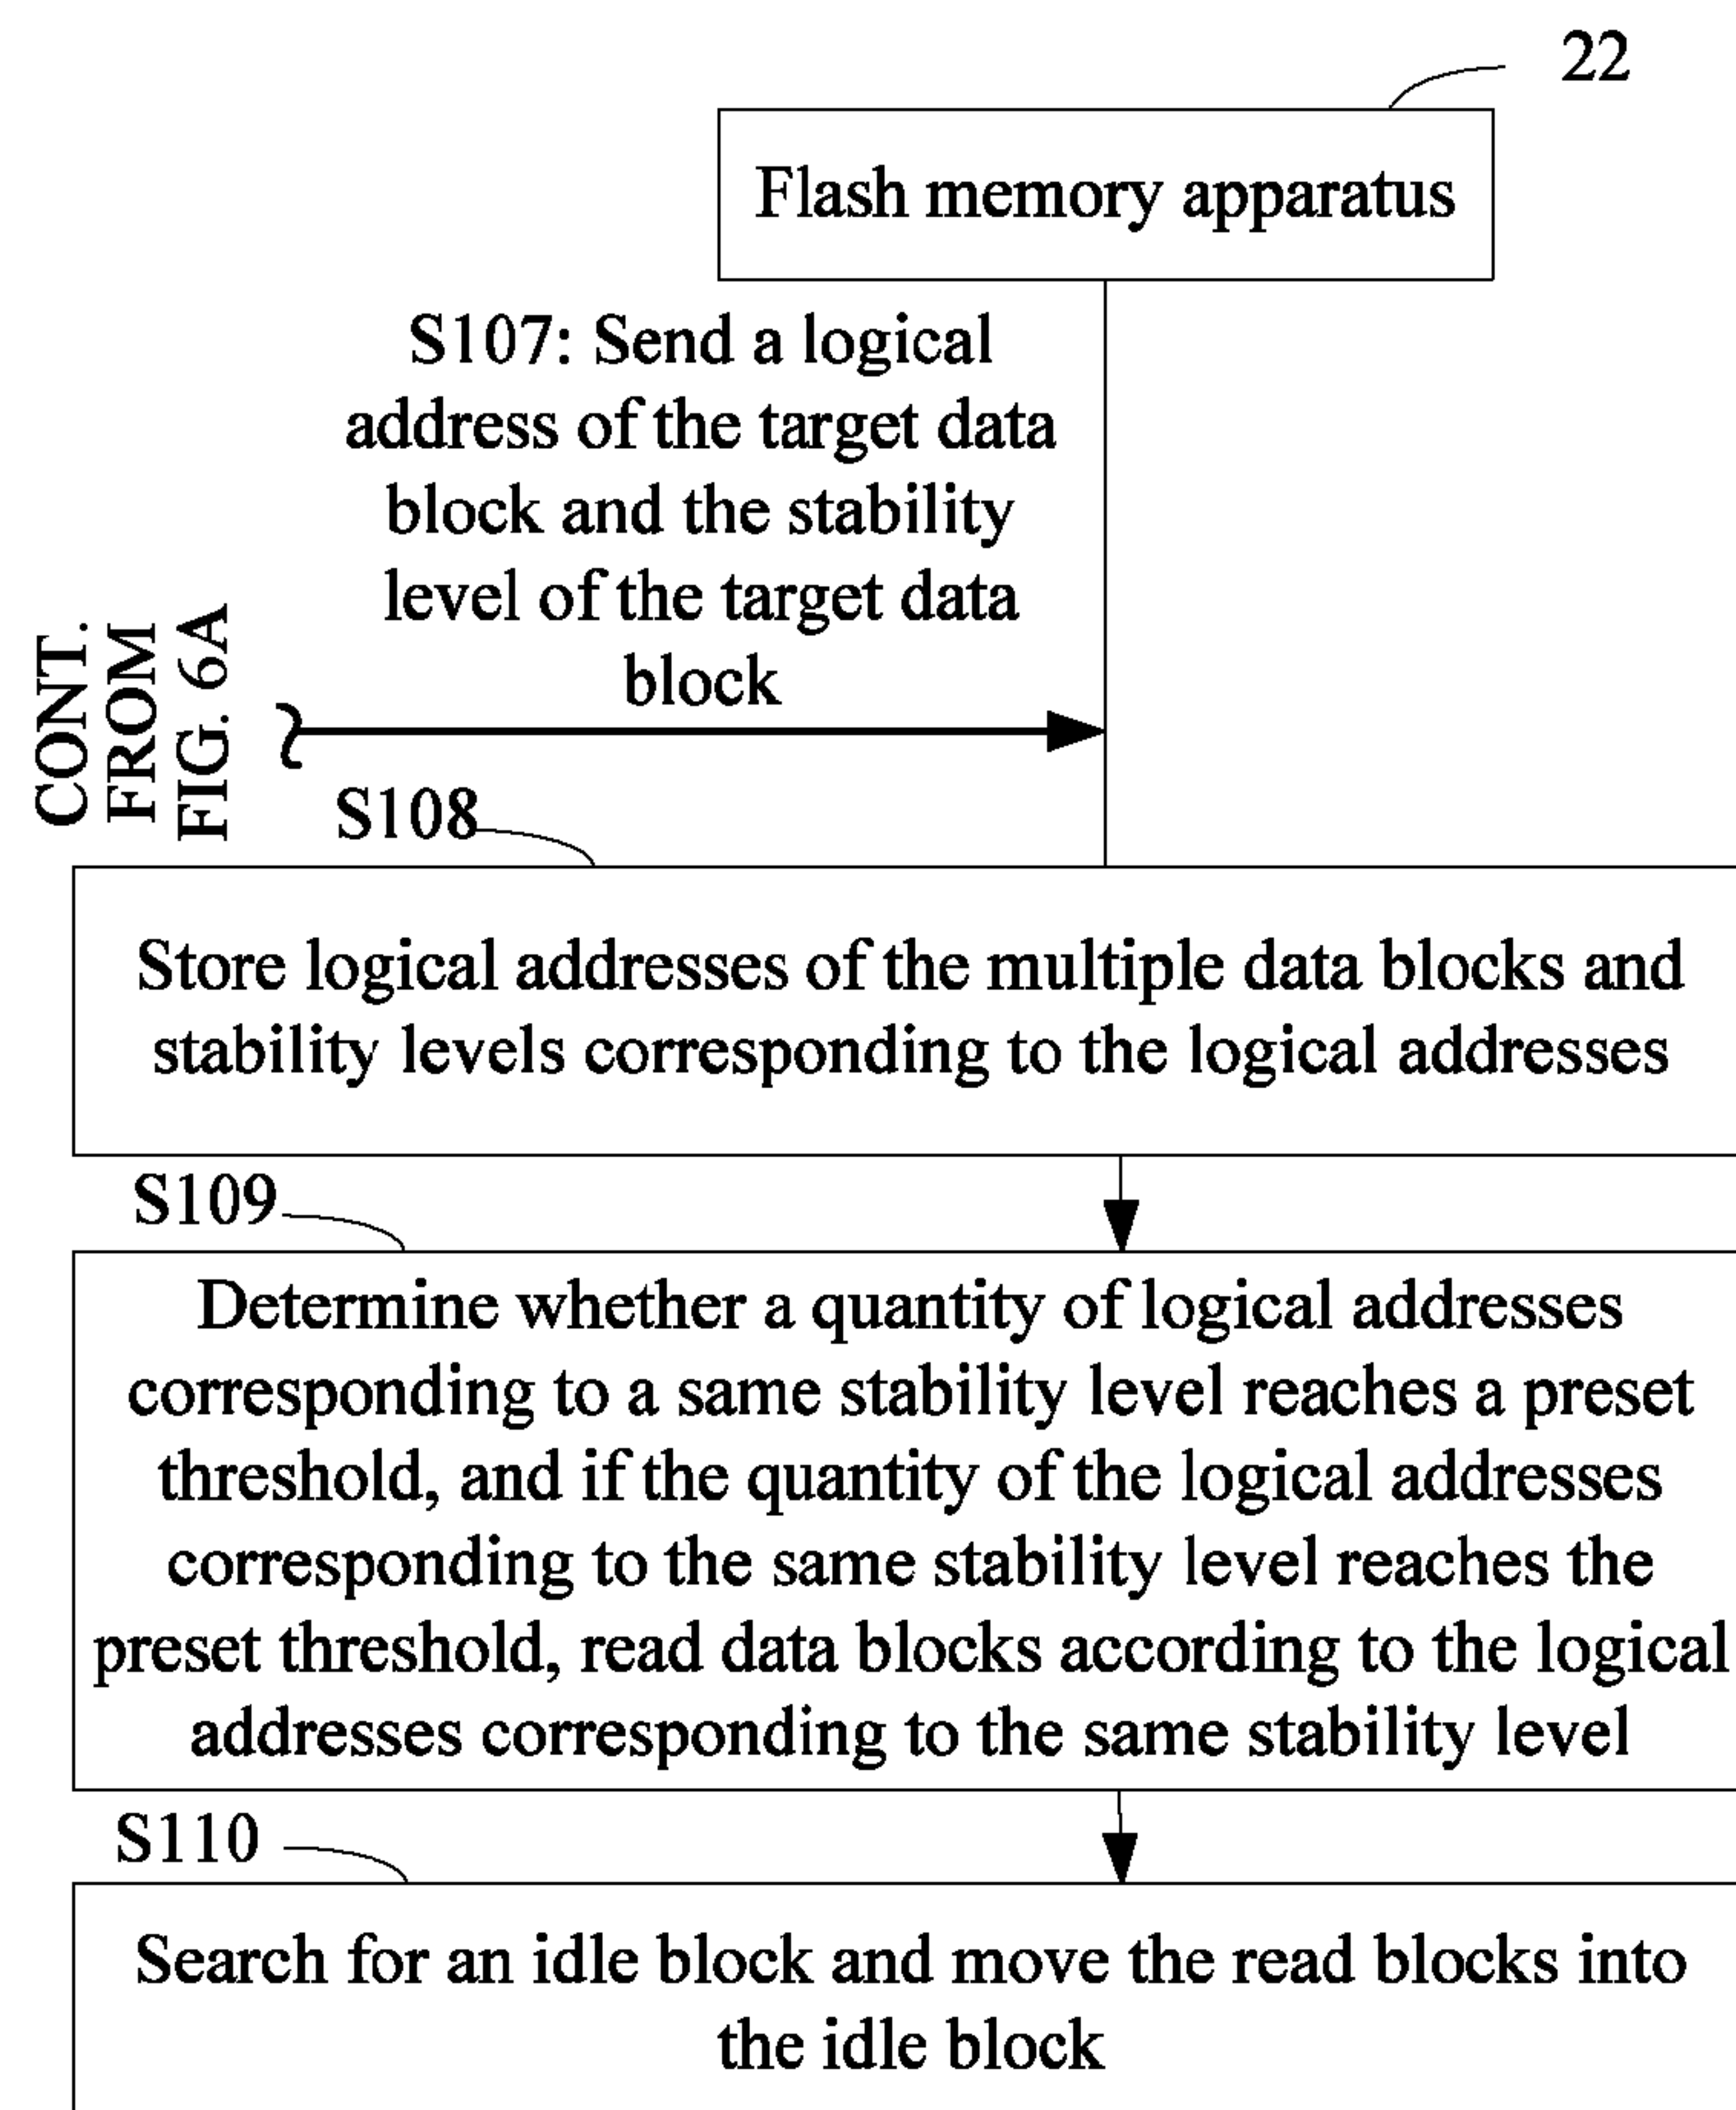 22
Flash memory apparatus
S107: Send a logical
address of the target data
block and the stability
level of the target data
block
CONT.
FROM
FIG. 6A
S108
Store logical addresses of the multiple data blocks and
stability levels corresponding to the logical addresses
S109
Determine whether a quantity of logical addresses
corresponding to a same stability level reaches a preset
threshold, and if the quantity of the logical addresses
corresponding to the same stability level reaches the
preset threshold, read data blocks according to the logical
addresses corresponding to the same stability level
S110
Search for an idle block and move the read blocks into
the idle block